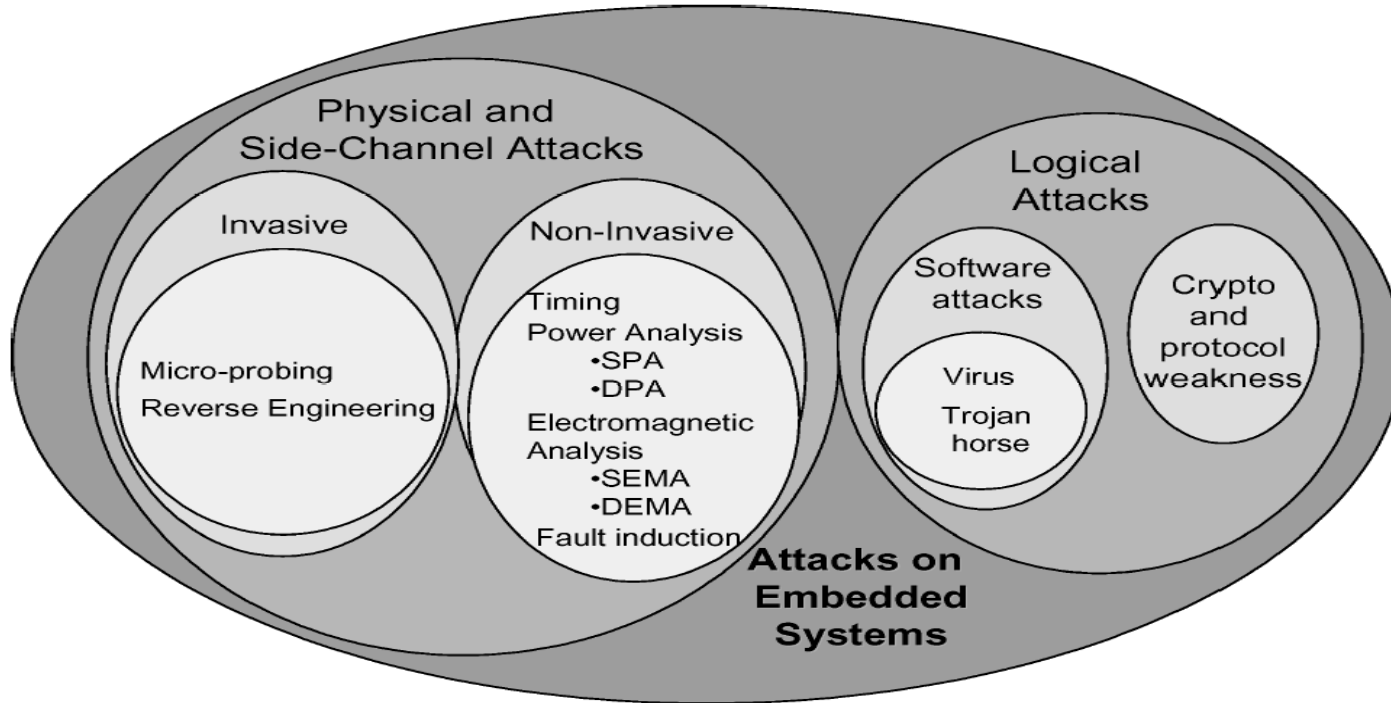 Physical and
Side-Channel Attacks
Invasive
Micro-probing
Reverse Engineering
Non-Invasive
Timing
Power Analysis
•SPA
•DPA
Electromagnetic
Analysis
•SEMA
•DEMA
Fault induction
Logical
Attacks
Software
attacks
Virus
Trojan
horse
Crypto
and
protocol
weakness
Attacks on
Embedded
Systems